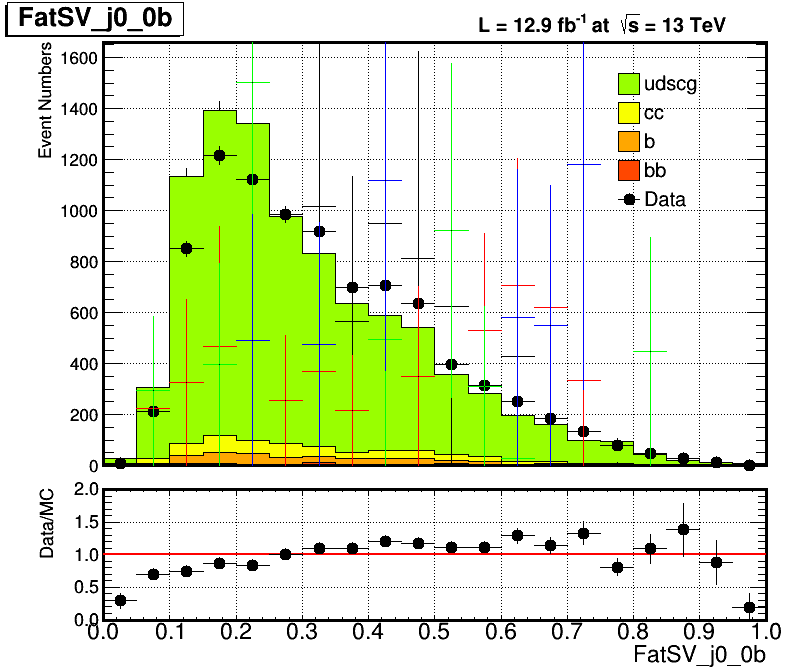 FatSV_j0_0b
L = 12.9 fb⁻¹ at √s = 13 TeV
Event Numbers
1600
1400
1200
1000
800
600
400
200
0
udscg
cc
b
bb
Data
Data/MC
2.0
1.5
1.0
0.5
0.0
0.0 0.1 0.2 0.3 0.4 0.5 0.6 0.7 0.8 0.9 1.0
FatSV_j0_0b